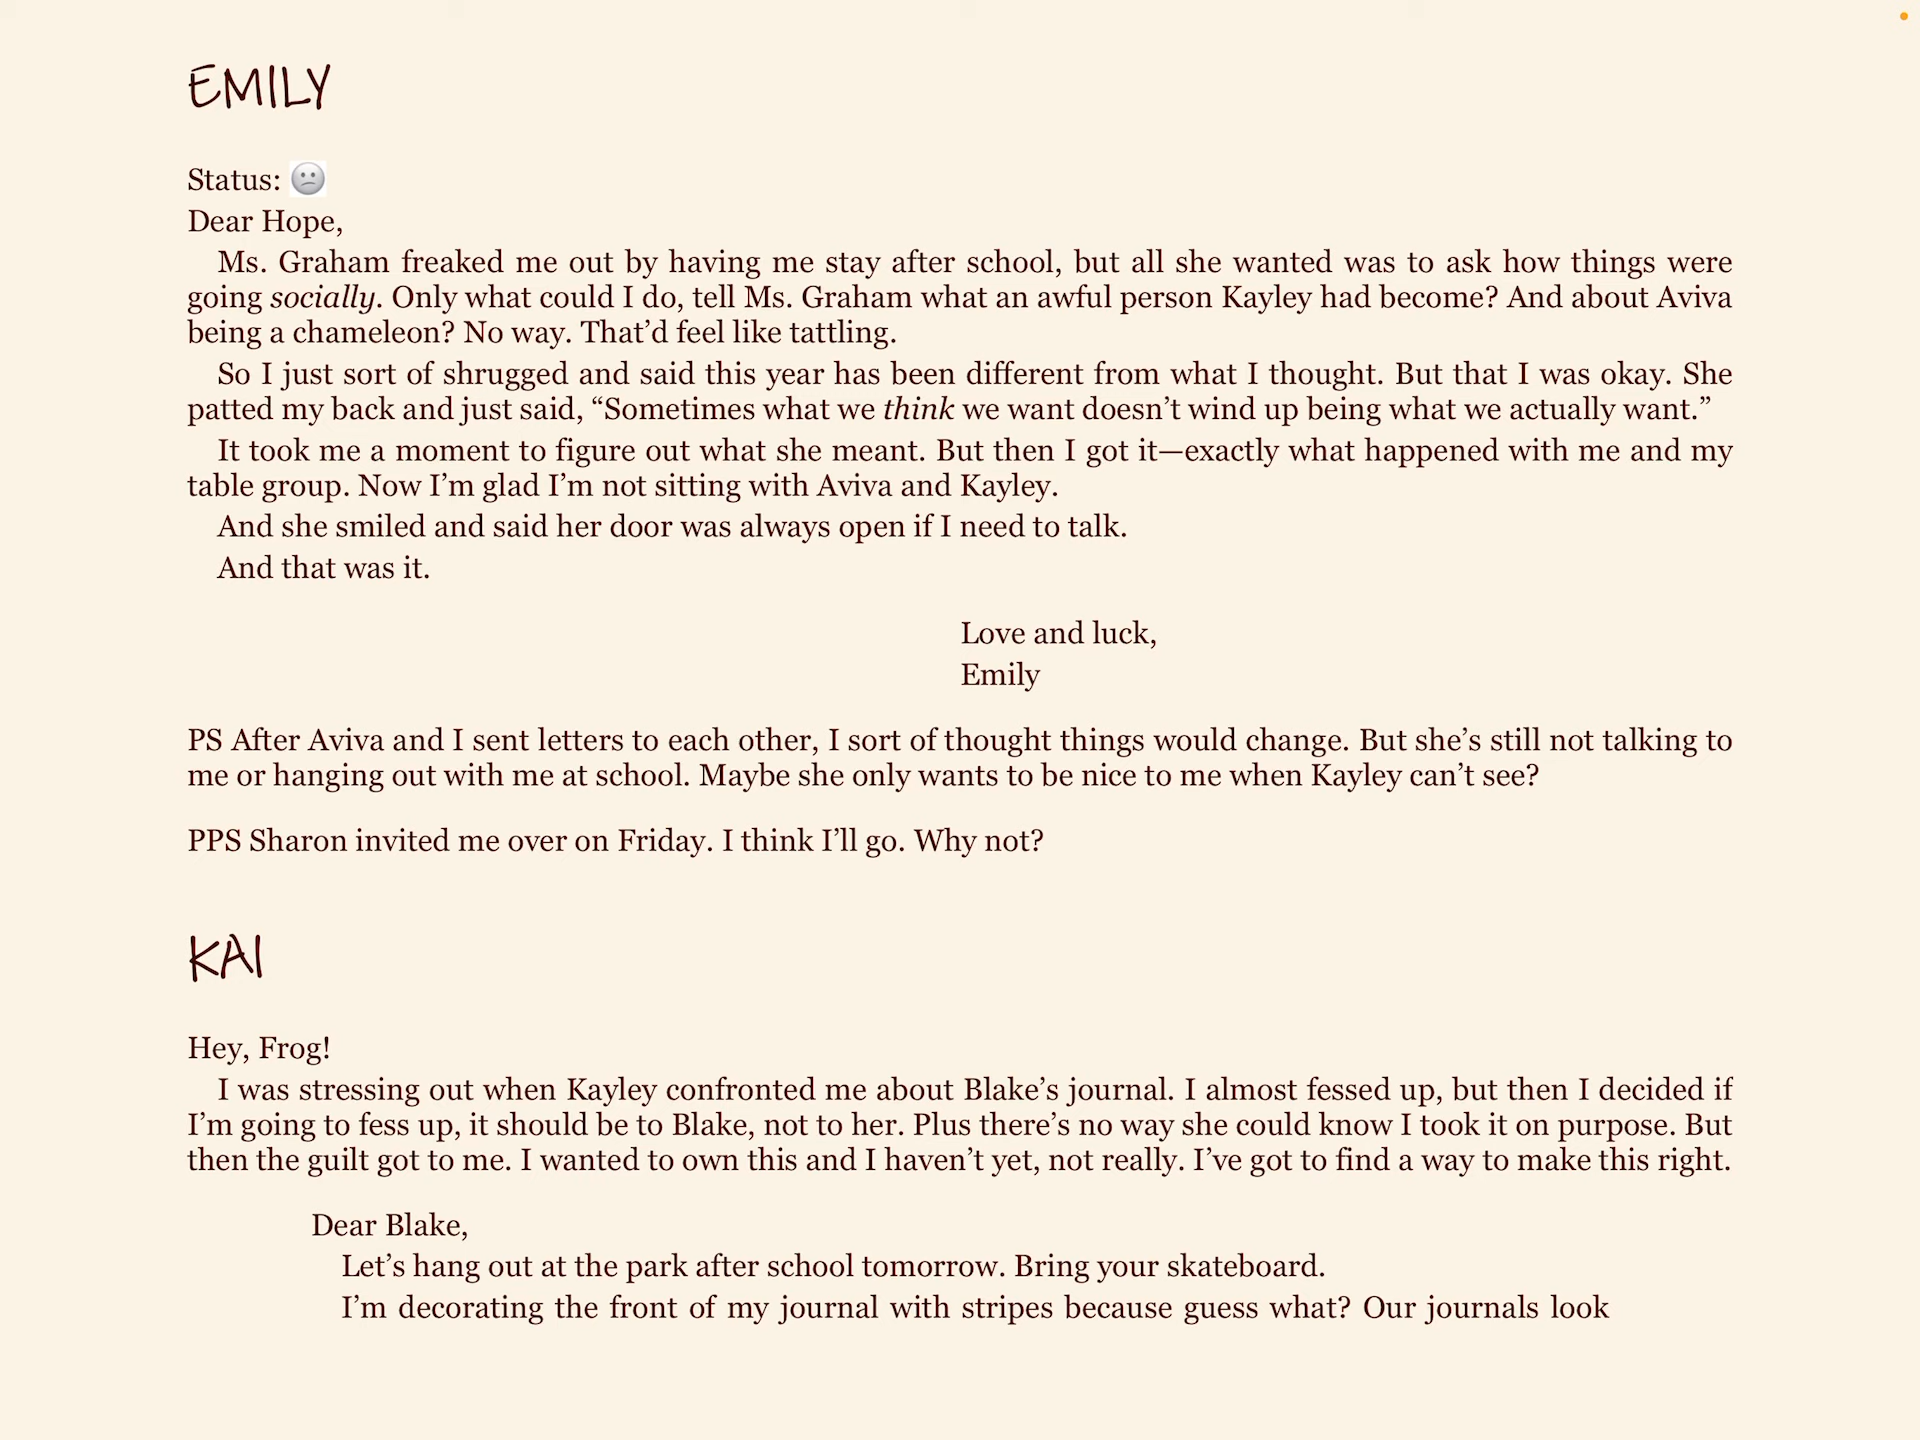 EMILY
Status: 😕
Dear Hope,
Ms. Graham freaked me out by having me stay after school, but all she wanted was to ask how things were
going socially. Only what could I do, tell Ms. Graham what an awful person Kayley had become? And about Aviva
being a chameleon? No way. That’d feel like tattling.
So I just sort of shrugged and said this year has been different from what I thought. But that I was okay. She
patted my back and just said, “Sometimes what we think we want doesn’t wind up being what we actually want.”
It took me a moment to figure out what she meant. But then I got it—exactly what happened with me and my
table group. Now I’m glad I’m not sitting with Aviva and Kayley.
And she smiled and said her door was always open if I need to talk.
And that was it.
Love and luck,
Emily
PS After Aviva and I sent letters to each other, I sort of thought things would change. But she’s still not talking to
me or hanging out with me at school. Maybe she only wants to be nice to me when Kayley can’t see?
PPS Sharon invited me over on Friday. I think I’ll go. Why not?
KAI
Hey, Frog!
I was stressing out when Kayley confronted me about Blake’s journal. I almost fessed up, but then I decided if
I’m going to fess up, it should be to Blake, not to her. Plus there’s no way she could know I took it on purpose. But
then the guilt got to me. I wanted to own this and I haven’t yet, not really. I’ve got to find a way to make this right.
Dear Blake,
Let’s hang out at the park after school tomorrow. Bring your skateboard.
I’m decorating the front of my journal with stripes because guess what? Our journals look